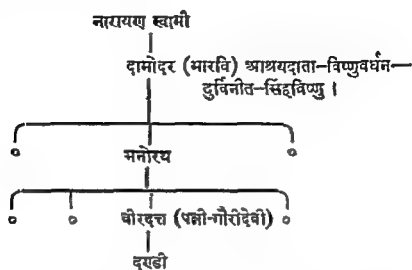 नारायण स्वामी
दामोदर (भारवि) आश्रयदाता–विष्णुवर्धन–
दुर्विनीत–सिंहविष्णु ।
मनोरथ
वीरदत्त (पत्नी–गौरीदेवी)
दण्डी